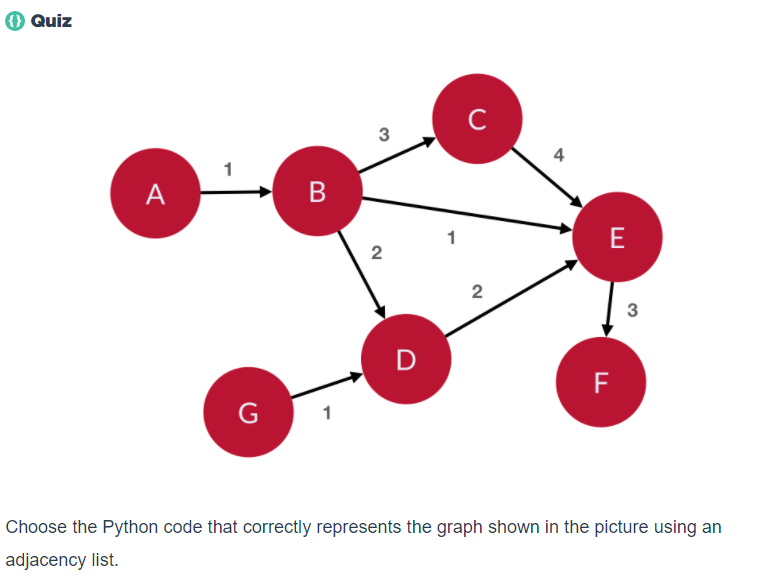 Quiz
C
3
4
1
A
B
E
1
2
2
3
D
F
G
1
Choose the Python code that correctly represents the graph shown in the picture using an
adjacency list.